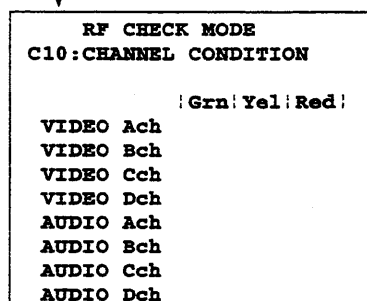 RF CHECK MODE
C10:CHANNEL CONDITION
|Grn|Yel|Red|
VIDEO Ach
VIDEO Bch
VIDEO Cch
VIDEO Dch
AUDIO Ach
AUDIO Bch
AUDIO Cch
AUDIO Dch